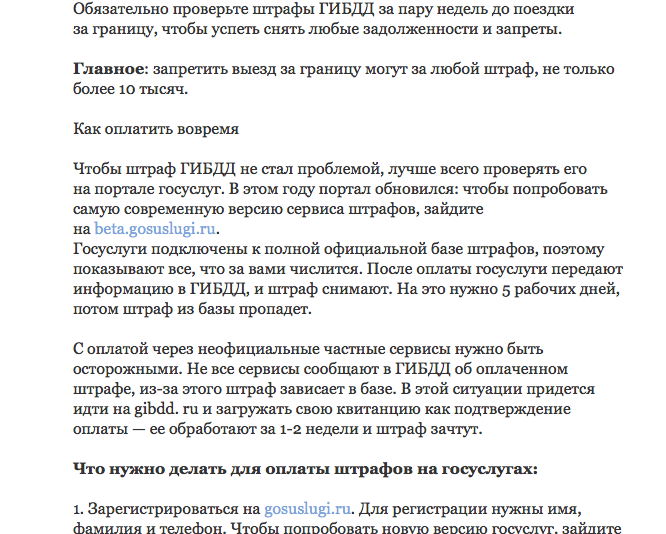 Обязательно проверьте штрафы ГИБДД за пару недель до поездки
за границу, чтобы успеть снять любые задолженности и запреты.
Главное: запретить выезд за границу могут за любой штраф, не только
более 10 тысяч.
Как оплатить вовремя
Чтобы штраф ГИБДД не стал проблемой, лучше всего проверять его
на портале госуслуг. В этом году портал обновился: чтобы попробовать
самую современную версию сервиса штрафов, зайдите
на beta.gosuslugi.ru.
Госуслуги подключены к полной официальной базе штрафов, поэтому
показывают все, что за вами числится. После оплаты госуслуги передают
информацию в ГИБДД, и штраф снимают. На это нужно 5 рабочих дней,
потом штраф из базы пропадет.
С оплатой через неофициальные частные сервисы нужно быть
осторожными. Не все сервисы сообщают в ГИБДД об оплаченном
штрафе, из-за этого штраф зависает в базе. В этой ситуации придется
идти на gibdd. ru и загружать свою квитанцию как подтверждение
оплаты — ее обработают за 1-2 недели и штраф зачтут.
Что нужно делать для оплаты штрафов на госуслугах:
1. Зарегистрироваться на gosuslugi.ru. Для регистрации нужны имя,
фамилия и телефон. Чтобы попробовать новую версию госуслуг, зайдите